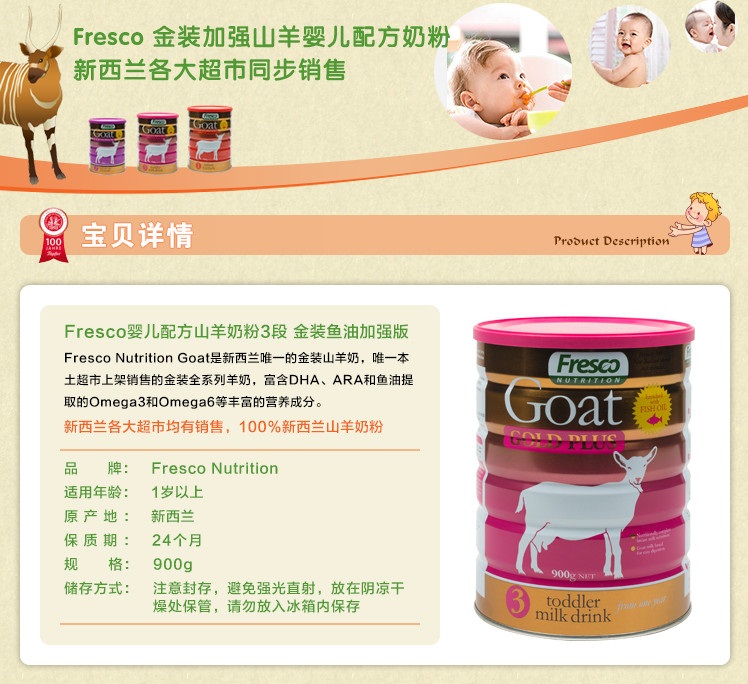 Fresco 金装加强山羊婴儿配方奶粉
新西兰各大超市同步销售
100
JAHRE
宝贝详情
Product Description
Fresco婴儿配方山羊奶粉3段 金装鱼油加强版
Fresco Nutrition Goat是新西兰唯一的金装山羊奶，唯一本
土超市上架销售的金装全系列羊奶，富含DHA、ARA和鱼油提
取的Omega3和Omega6等丰富的营养成分。
新西兰各大超市均有销售，100%新西兰山羊奶粉
品 牌： Fresco Nutrition
适用年龄： 1岁以上
原 产 地 ： 新西兰
保 质 期 ： 24个月
规 格： 900g
储存方式： 注意封存，避免强光直射，放在阴凉干
燥处保管，请勿放入冰箱内保存
Fresco
NUTRITION
Goat
GOLD PLUS
FISH OIL
900g NET
3 toddler
milk drink